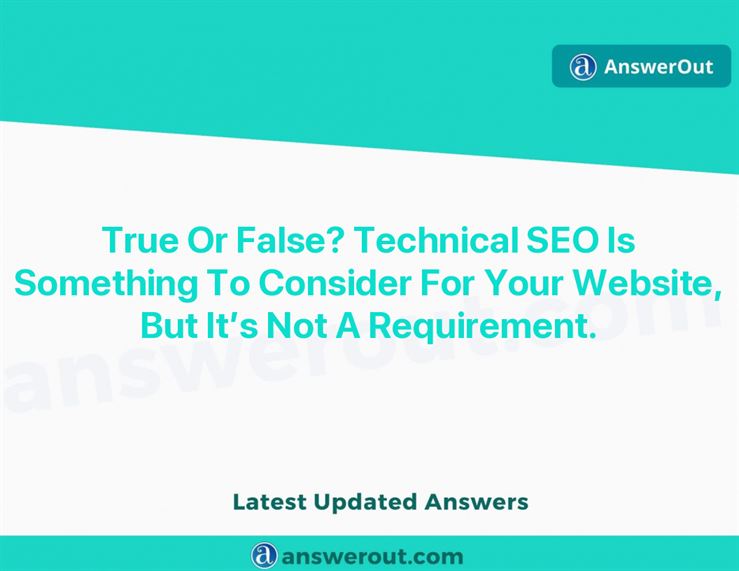 AnswerOut
True Or False? Technical SEO Is
Something To Consider For Your Website,
But It’s Not A Requirement.
answerout.com
Latest Updated Answers
answerout.com